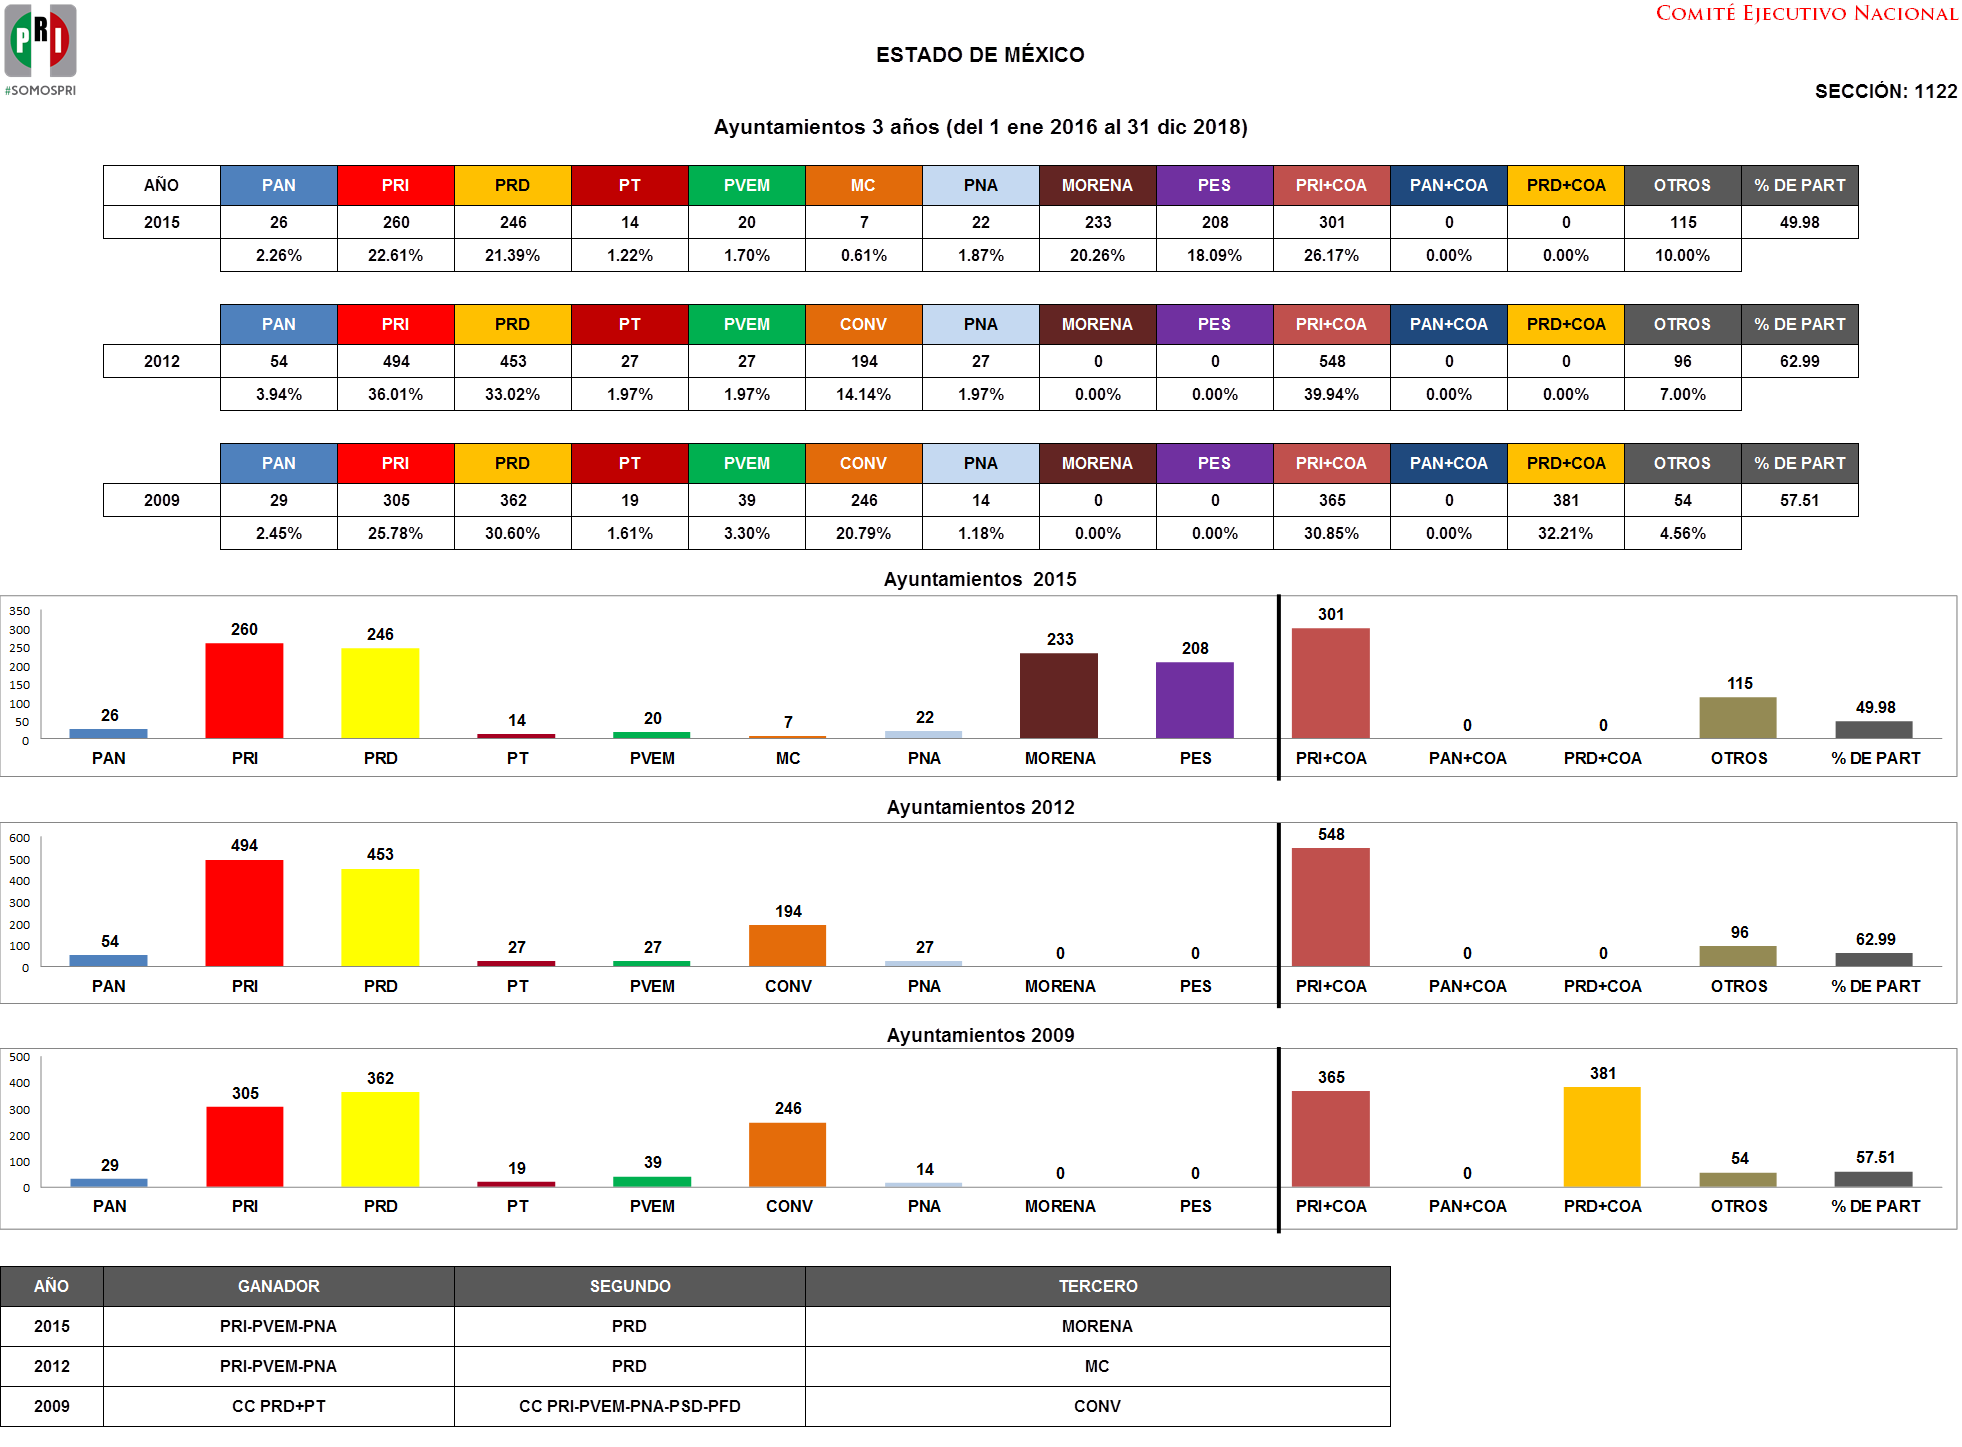 PRI
#SOMOSPRI
COMITÉ EJECUTIVO NACIONAL
ESTADO DE MÉXICO
SECCIÓN: 1122
Ayuntamientos 3 años (del 1 ene 2016 al 31 dic 2018)
AÑO PAN PRI PRD PT PVEM MC PNA MORENA PES PRI+COA PAN+COA PRD+COA OTROS % DE PART
2015 26 260 246 14 20 7 22 233 208 301 0 0 115 49.98
2.26% 22.61% 21.39% 1.22% 1.70% 0.61% 1.87% 20.26% 18.09% 26.17% 0.00% 0.00% 10.00%
PAN PRI PRD PT PVEM CONV PNA MORENA PES PRI+COA PAN+COA PRD+COA OTROS % DE PART
2012 54 494 453 27 27 194 27 0 0 548 0 0 96 62.99
3.94% 36.01% 33.02% 1.97% 1.97% 14.14% 1.97% 0.00% 0.00% 39.94% 0.00% 0.00% 7.00%
PAN PRI PRD PT PVEM CONV PNA MORENA PES PRI+COA PAN+COA PRD+COA OTROS % DE PART
2009 29 305 362 19 39 246 14 0 0 365 0 381 54 57.51
2.45% 25.78% 30.60% 1.61% 3.30% 20.79% 1.18% 0.00% 0.00% 30.85% 0.00% 32.21% 4.56%
Ayuntamientos 2015
350
300
250
200
150
100
50
0
26 260 246 14 20 7 22 233 208 301 0 0 115 49.98
PAN PRI PRD PT PVEM MC PNA MORENA PES PRI+COA PAN+COA PRD+COA OTROS % DE PART
Ayuntamientos 2012
600
500
400
300
200
100
0
54 494 453 27 27 194 27 0 0 548 0 0 96 62.99
PAN PRI PRD PT PVEM CONV PNA MORENA PES PRI+COA PAN+COA PRD+COA OTROS % DE PART
Ayuntamientos 2009
500
400
300
200
100
0
29 305 362 19 39 246 14 0 0 365 0 381 54 57.51
PAN PRI PRD PT PVEM CONV PNA MORENA PES PRI+COA PAN+COA PRD+COA OTROS % DE PART
AÑO GANADOR SEGUNDO TERCERO
2015 PRI-PVEM-PNA PRD MORENA
2012 PRI-PVEM-PNA PRD MC
2009 CC PRD+PT CC PRI-PVEM-PNA-PSD-PFD CONV